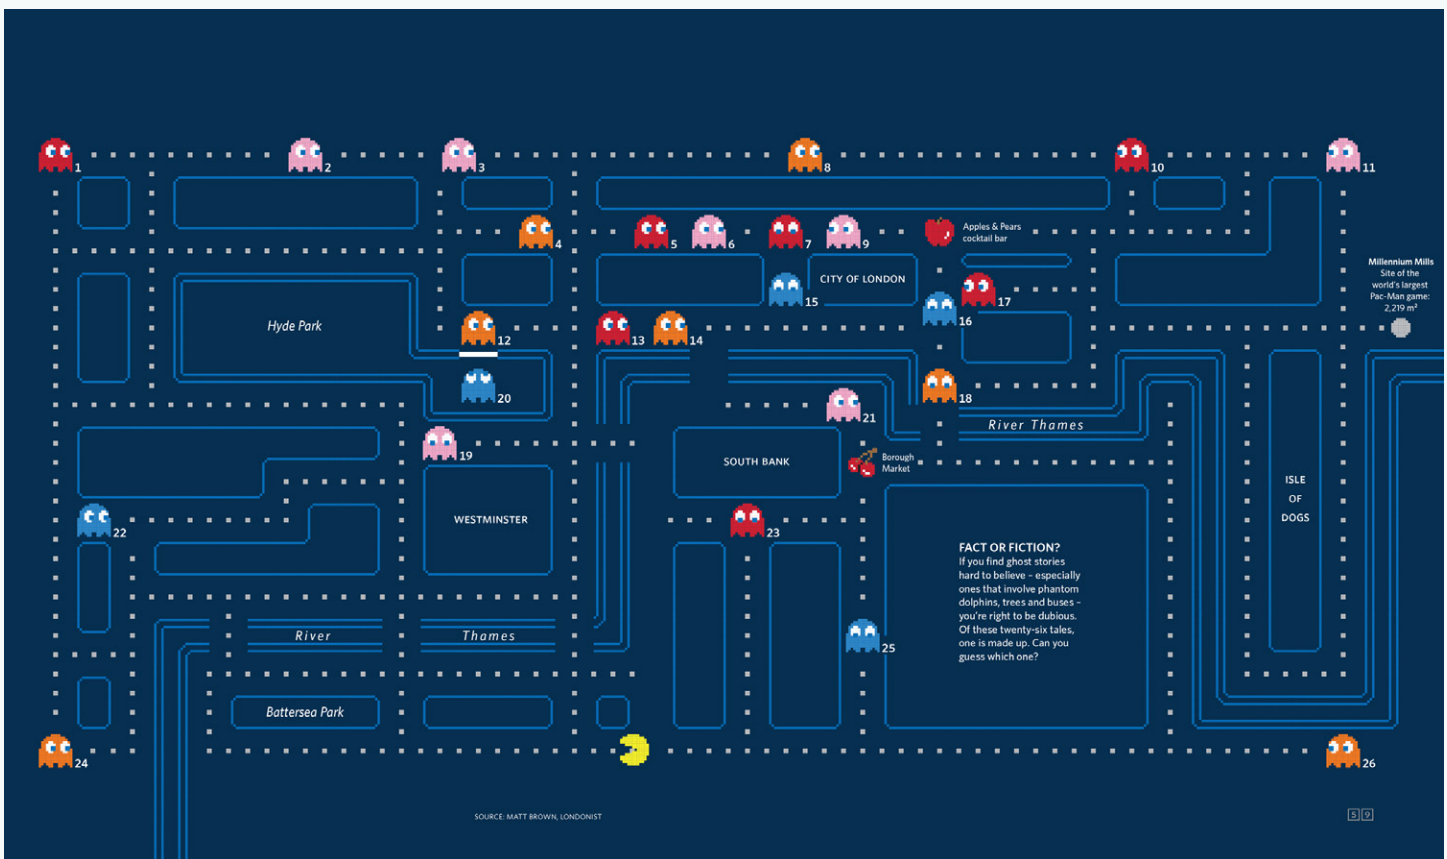 1
2
3
8
10
11
4
5
6
7
9
Apples & Pears
cocktail bar
Millennium Mills
Site of the
world's largest
Pac-Man game:
2,219 m²
CITY OF LONDON
15
17
16
Hyde Park
12
13
14
20
18
21
River Thames
19
SOUTH BANK
Borough
Market
ISLE
OF
DOGS
WESTMINSTER
22
23
FACT OR FICTION?
If you find ghost stories
hard to believe – especially
ones that involve phantom
dolphins, trees and buses –
you're right to be dubious.
Of these twenty-six tales,
one is made up. Can you
guess which one?
River Thames
25
Battersea Park
24
26
SOURCE: MATT BROWN, LONDONIST
59